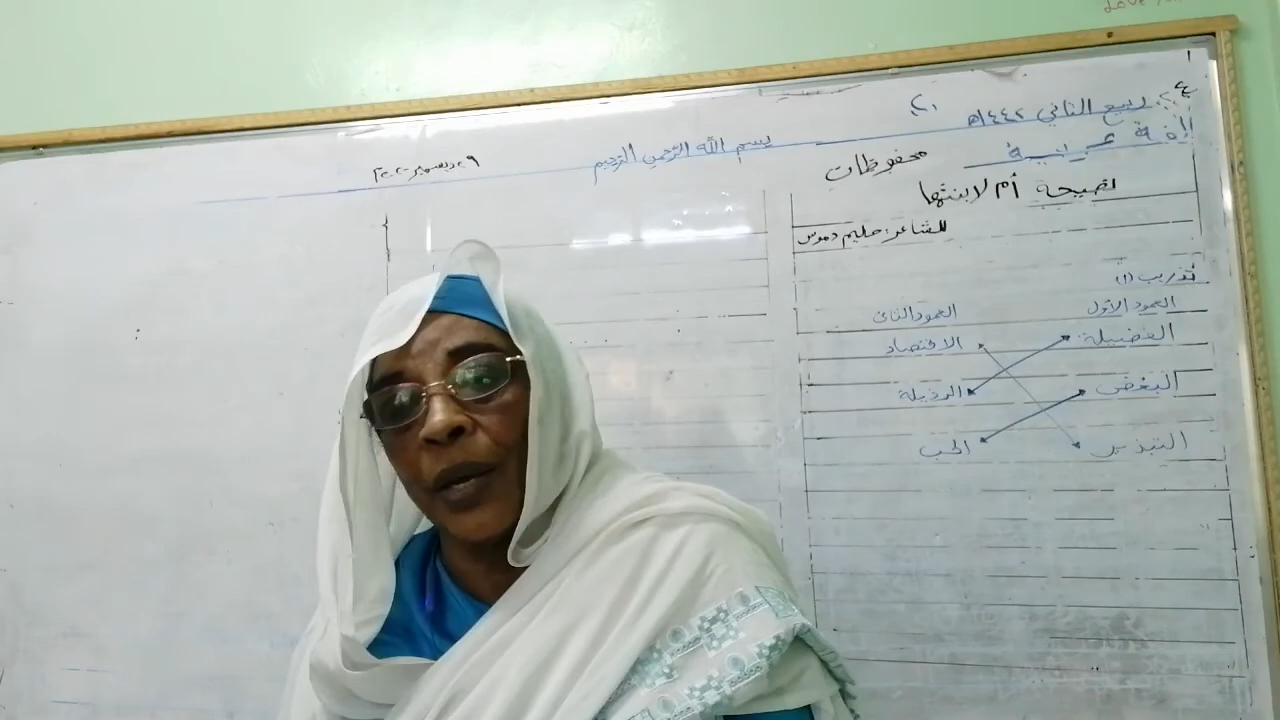 ربيع الثاني ١٤٤٢هـ
بسم الله الرحمن الرحيم
ديسمبر ٢٠٢٠
لغة عربية
محفوظات
نصيحة أم لابنتها
للشاعر: حليم دموس
تدريب (١)
العمود الأول العمود الثاني
الفضيلة الاقتصاد
البغض الرذيلة
التبذير الحب